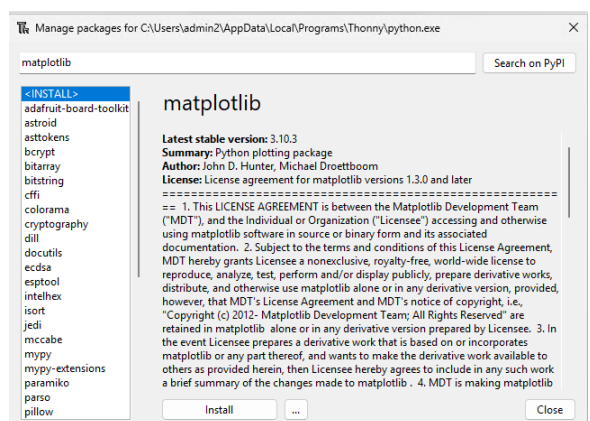 Manage packages for C:\Users\admin2\AppData\Local\Programs\Thonny\python.exe
matplotlib
Search on PyPI
<INSTALL>
adafruit-board-toolkit
astroid
asttokens
bcrypt
bitarray
bitstring
cffi
colorama
cryptography
dill
docutils
ecdsa
esptool
intelhex
isort
jedi
mccabe
mypy
mypy-extensions
paramiko
parso
pillow
matplotlib
Latest stable version: 3.10.3
Summary: Python plotting package
Author: John D. Hunter, Michael Droettboom
License: License agreement for matplotlib versions 1.3.0 and later
=======================================================
== 1. This LICENSE AGREEMENT is between the Matplotlib Development Team
("MDT"), and the Individual or Organization ("Licensee") accessing and otherwise
using matplotlib software in source or binary form and its associated
documentation. 2. Subject to the terms and conditions of this License Agreement,
MDT hereby grants Licensee a nonexclusive, royalty-free, world-wide license to
reproduce, analyze, test, perform and/or display publicly, prepare derivative works,
distribute, and otherwise use matplotlib alone or in any derivative version, provided,
however, that MDT's License Agreement and MDT's notice of copyright, i.e.,
"Copyright (c) 2012- Matplotlib Development Team; All Rights Reserved" are
retained in matplotlib alone or in any derivative version prepared by Licensee. 3. In
the event Licensee prepares a derivative work that is based on or incorporates
matplotlib or any part thereof, and wants to make the derivative work available to
others as provided herein, then Licensee hereby agrees to include in any such work
a brief summary of the changes made to matplotlib . 4. MDT is making matplotlib
Install
...
Close